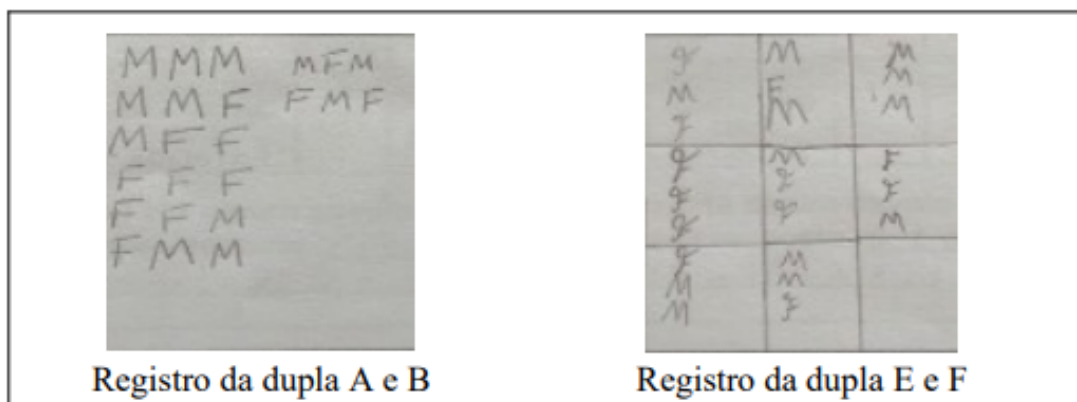 MMM MFM
MMF FMF
MFF
FFF
FFM
FMM
Registro da dupla A e B
F M M
M F M
F M M
F M F
F F F
F F M
F M
M M
M F
Registro da dupla E e F